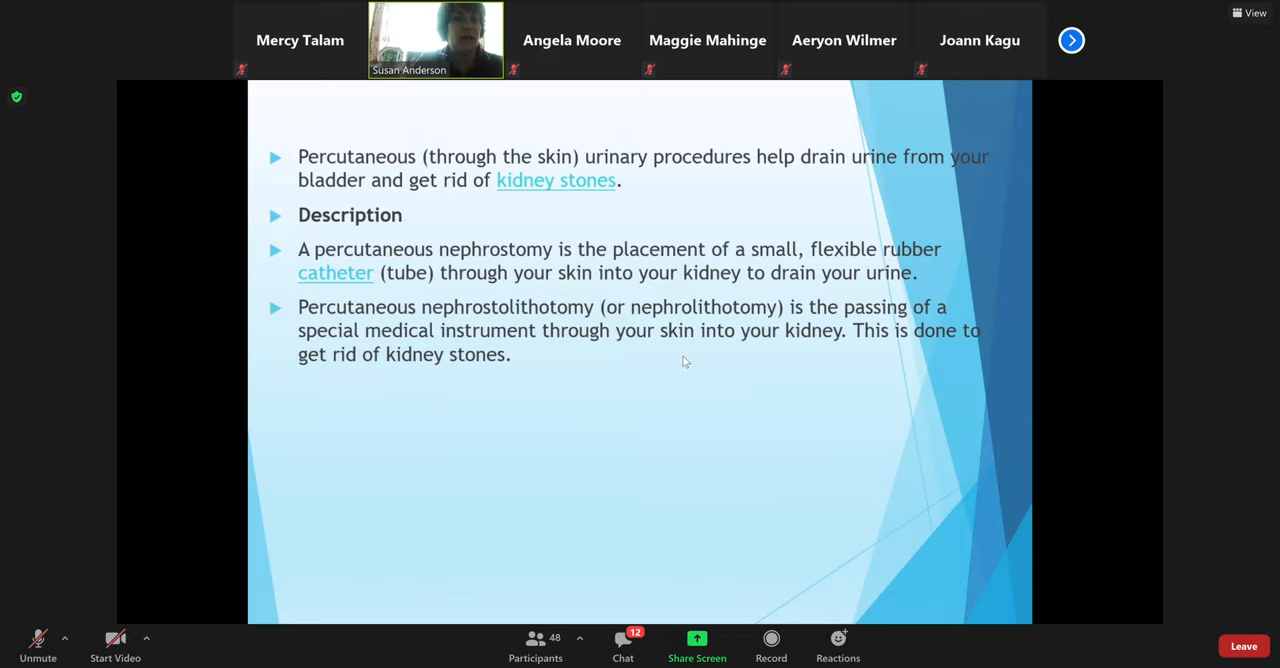 View
Mercy Talam
Susan Anderson
Angela Moore
Maggie Mahinge
Aeryon Wilmer
Joann Kagu
Percutaneous (through the skin) urinary procedures help drain urine from your
bladder and get rid of kidney stones.
Description
A percutaneous nephrostomy is the placement of a small, flexible rubber
catheter (tube) through your skin into your kidney to drain your urine.
Percutaneous nephrostolithotomy (or nephrolithotomy) is the passing of a
special medical instrument through your skin into your kidney. This is done to
get rid of kidney stones.
Unmute
Start Video
48
Participants
12
Chat
Share Screen
Record
Reactions
Leave